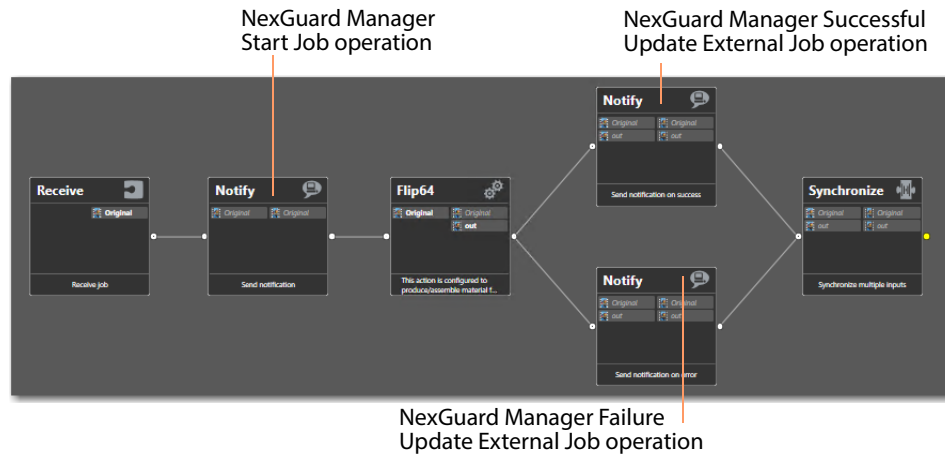 NexGuard Manager
Start Job operation
NexGuard Manager Successful
Update External Job operation
Receive
Original
Receive job
Notify
Original Original
Send notification
Flip64
Original Original
out
This action is configured to
produce/assemble material f...
Notify
Original Original
out out
Send notification on success
Notify
Original Original
out out
Send notification on error
Synchronize
Original Original
out out
Synchronize multiple inputs
NexGuard Manager Failure
Update External Job operation